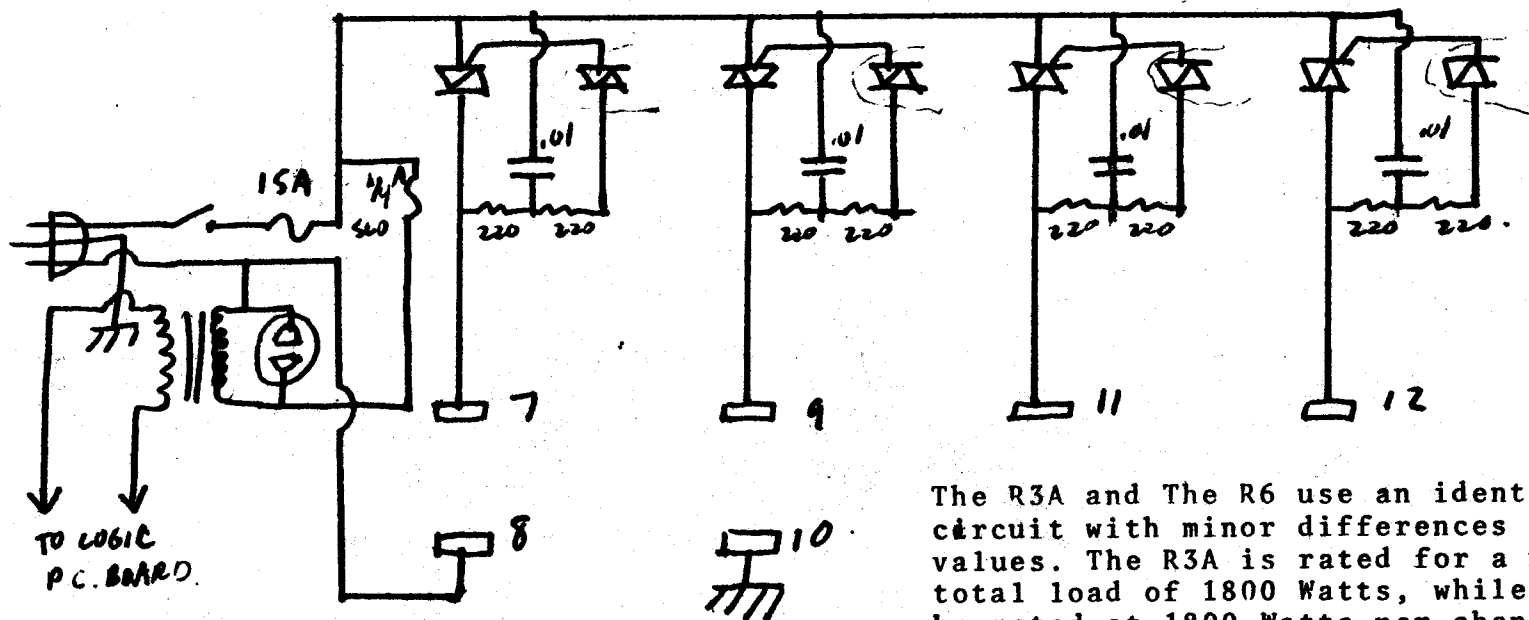 .01 .01 .01 .01
15A 1/4 A
SLO
220 220 220 220 220 220 220 220.
7 9 11 12
The R3A and The R6 use an ident
circuit with minor differences
values. The R3A is rated for a
total load of 1800 Watts, while
8 10
TO LOGIC
P.C. BOARD.